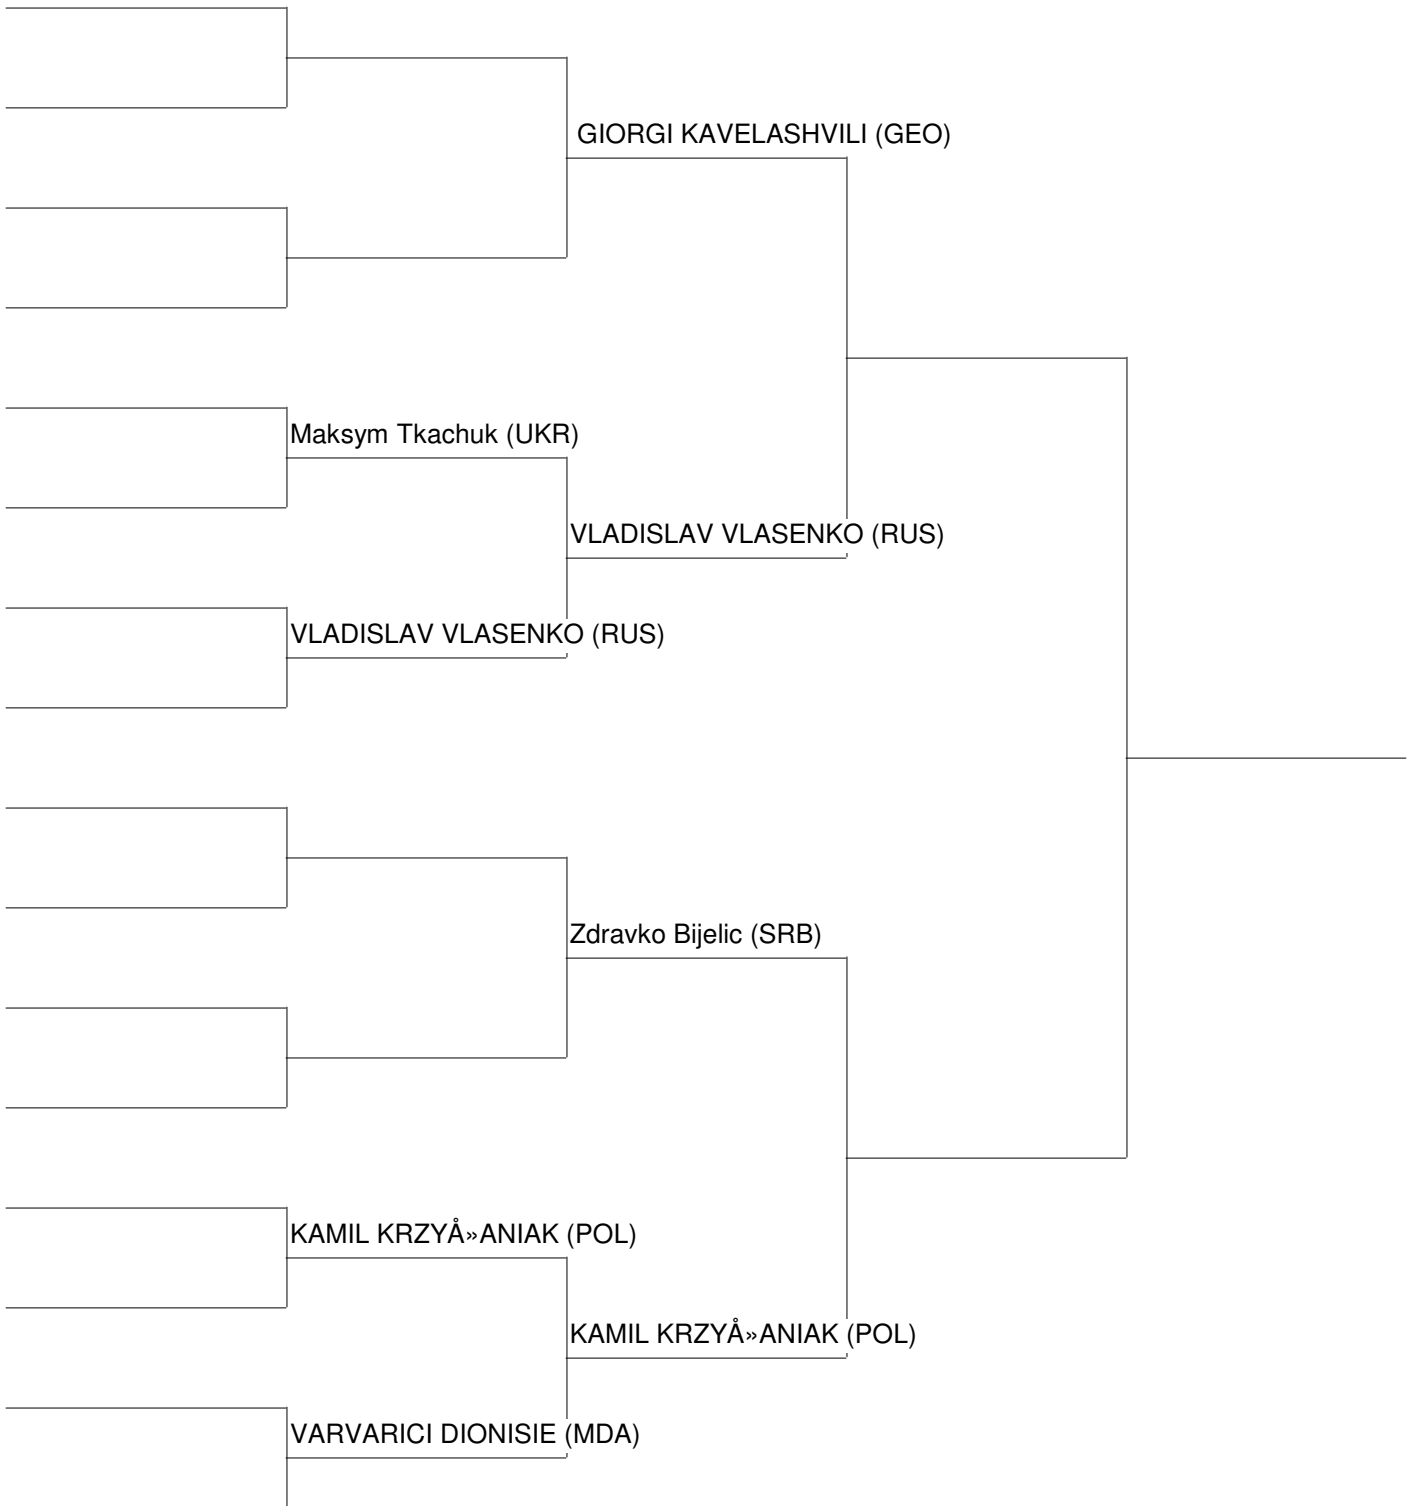 GIORGI KAVELASHVILI (GEO)
Maksym Tkachuk (UKR)
VLADISLAV VLASENKO (RUS)
VLADISLAV VLASENKO (RUS)
Zdravko Bijelic (SRB)
KAMIL KRZYÅ»ANIAK (POL)
KAMIL KRZYÅ»ANIAK (POL)
VARVARICI DIONISIE (MDA)